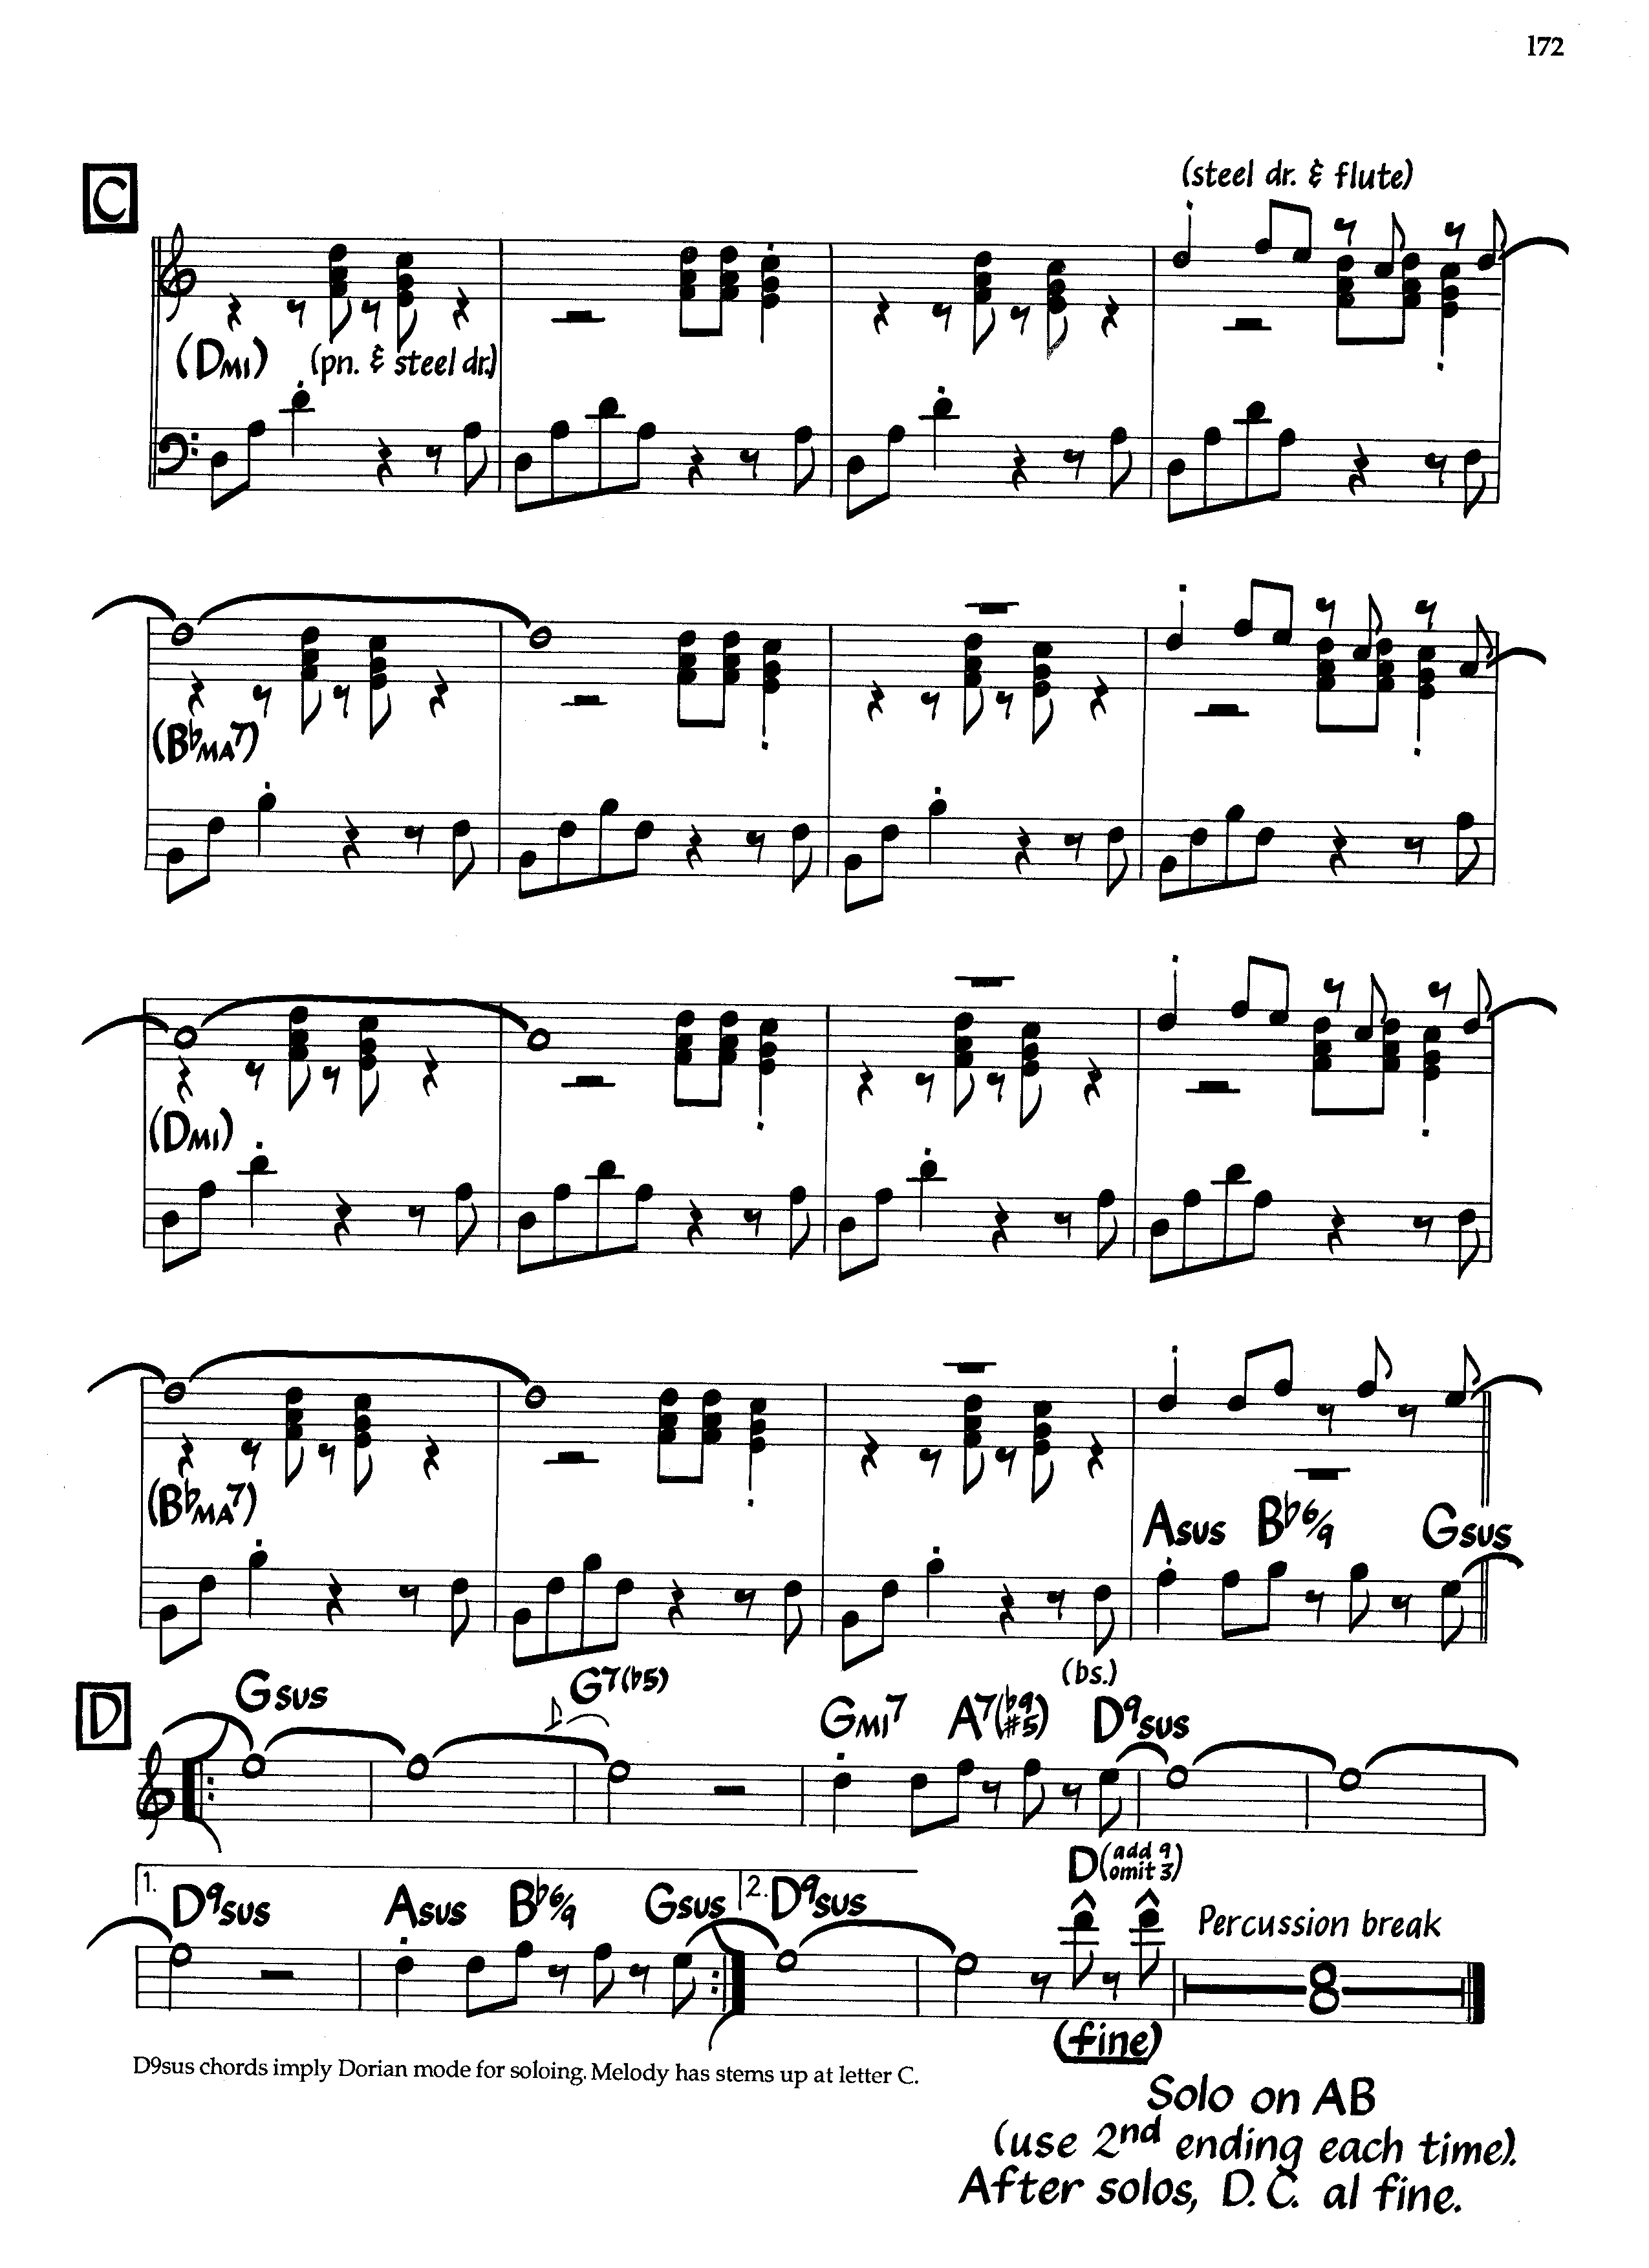 172
C
(steel dr. & flute)
(DMI) (pn. & steel dr.)
(B♭MA7)
(DMI)
(B♭MA7)
Asus B♭6/9 Gsus
(bs.)
D
Gsus G7(♭5) GMI7 A7(♭9 #5) D9sus
D(add 9 omit 3)
1. D9sus Asus B♭6/9 Gsus 2. D9sus Percussion break
8
(fine)
D9sus chords imply Dorian mode for soloing. Melody has stems up at letter C.
Solo on AB
(use 2nd ending each time).
After solos, D.C. al fine.